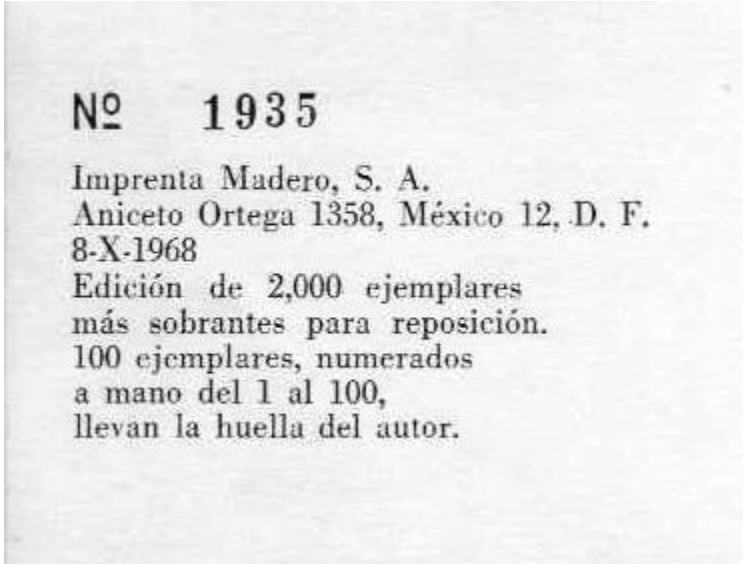 Nº 1935
Imprenta Madero, S. A.
Aniceto Ortega 1358, México 12, D. F.
8-X-1968
Edición de 2,000 ejemplares
más sobrantes para reposición.
100 ejemplares, numerados
a mano del 1 al 100,
llevan la huella del autor.